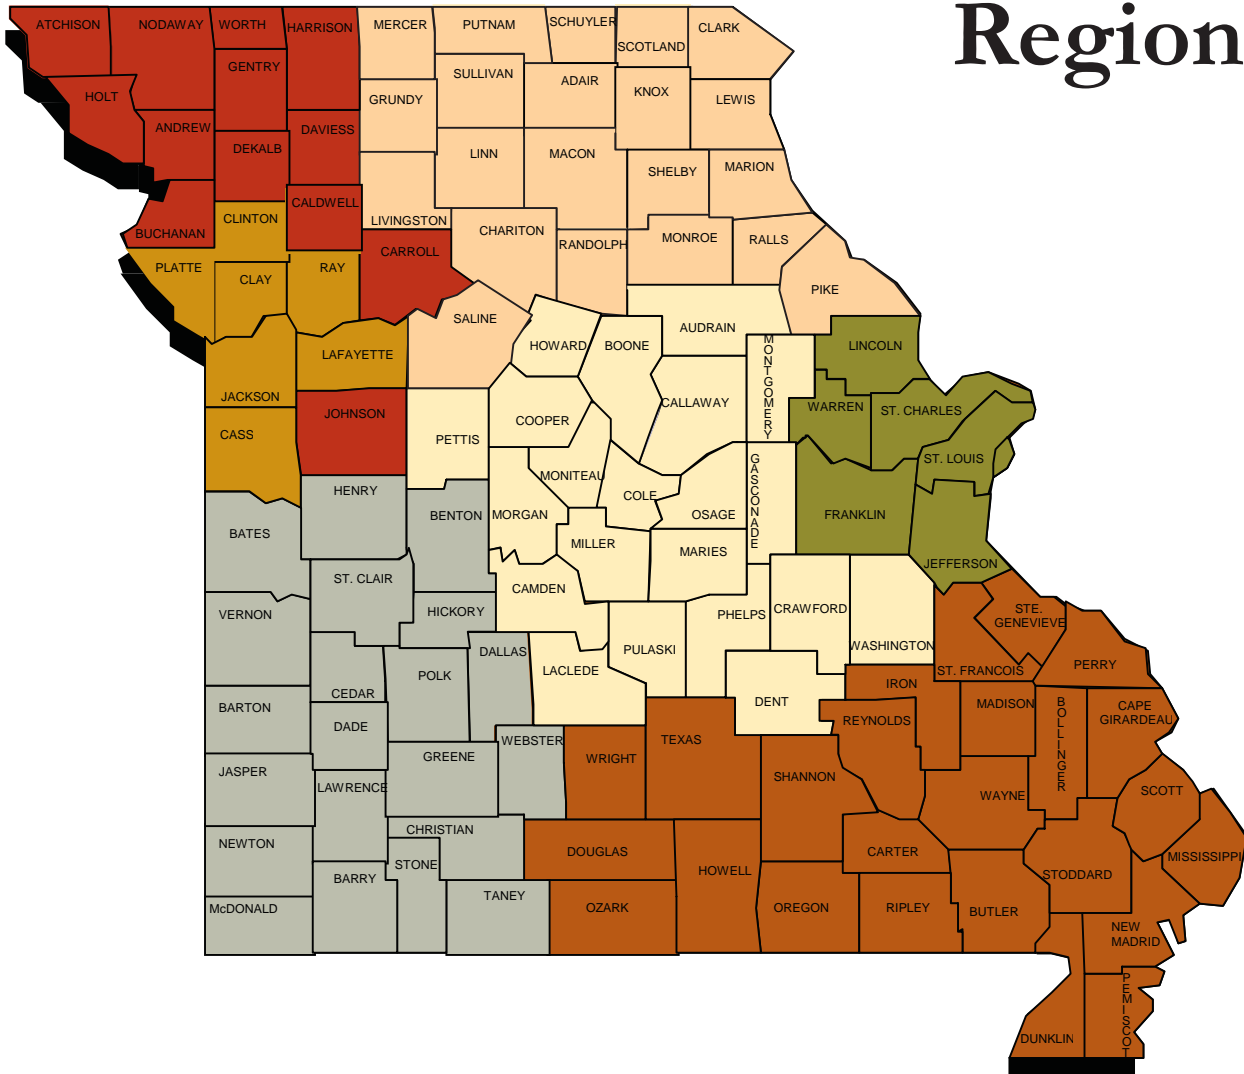 Region
ATCHISON
NODAWAY
WORTH
HARRISON
MERCER
PUTNAM
SCHUYLER
SCOTLAND
CLARK
GENTRY
SULLIVAN
ADAIR
KNOX
LEWIS
HOLT
GRUNDY
ANDREW
DAVIESS
DEKALB
LINN
MACON
SHELBY
MARION
CALDWELL
CLINTON
LIVINGSTON
BUCHANAN
CHARITON
RANDOLPH
MONROE
RALLS
CARROLL
PLATTE
CLAY
RAY
PIKE
SALINE
AUDRAIN
HOWARD
BOONE
MONTGOMERY
LINCOLN
LAFAYETTE
JACKSON
CALLAWAY
WARREN
ST. CHARLES
JOHNSON
COOPER
CASS
PETTIS
ST. LOUIS
MONITEAU
GASCONADE
HENRY
COLE
BENTON
MORGAN
OSAGE
FRANKLIN
BATES
MILLER
MARIES
JEFFERSON
ST. CLAIR
CAMDEN
VERNON
HICKORY
PHELPS
CRAWFORD
STE.
GENEVIEVE
WASHINGTON
DALLAS
PULASKI
LACLEDE
ST. FRANCOIS
PERRY
POLK
CEDAR
IRON
DENT
MADISON
BOLLINGER
CAPE
GIRARDEAU
BARTON
DADE
REYNOLDS
WEBSTER
TEXAS
GREENE
WRIGHT
JASPER
SHANNON
LAWRENCE
WAYNE
SCOTT
CHRISTIAN
NEWTON
DOUGLAS
CARTER
MISSISSIPPI
STONE
HOWELL
STODDARD
BARRY
TANEY
McDONALD
OZARK
OREGON
RIPLEY
BUTLER
NEW
MADRID
PEMISCOT
DUNKLIN